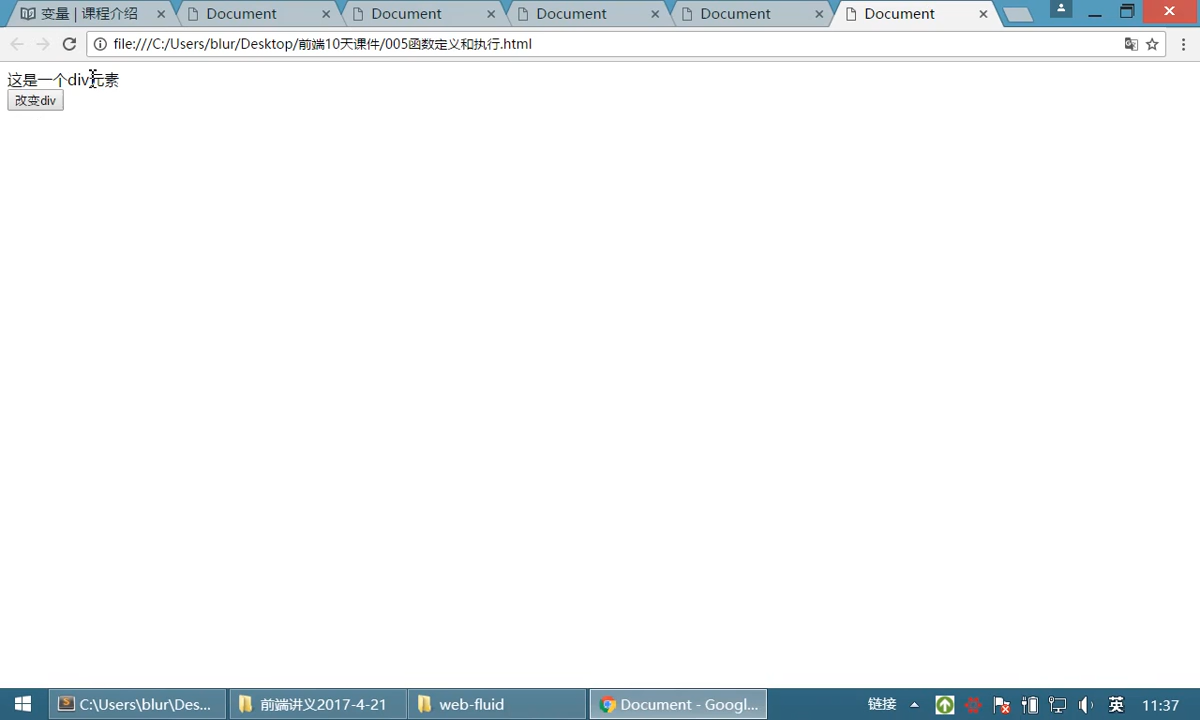 变量 | 课程介绍
Document
Document
Document
Document
Document
file:///C:/Users/blur/Desktop/前端10天课件/005函数定义和执行.html
这是一个div元素
改变div
C:\Users\blur\Des...
前端讲义2017-4-21
web-fluid
Document - Googl...
链接
英
11:37